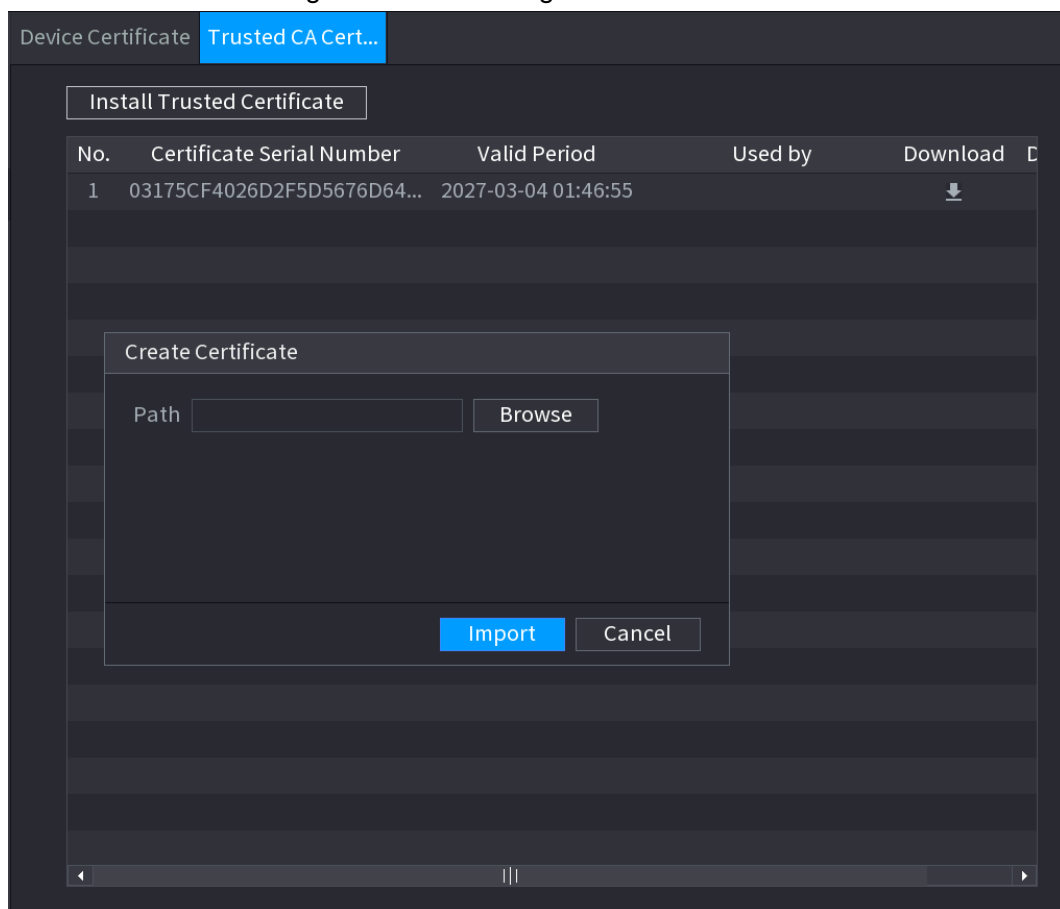 Device Certificate Trusted CA Cert...
Install Trusted Certificate
No. Certificate Serial Number Valid Period Used by Download D
1 03175CF4026D2F5D5676D64... 2027-03-04 01:46:55
Create Certificate
Path Browse
Import Cancel